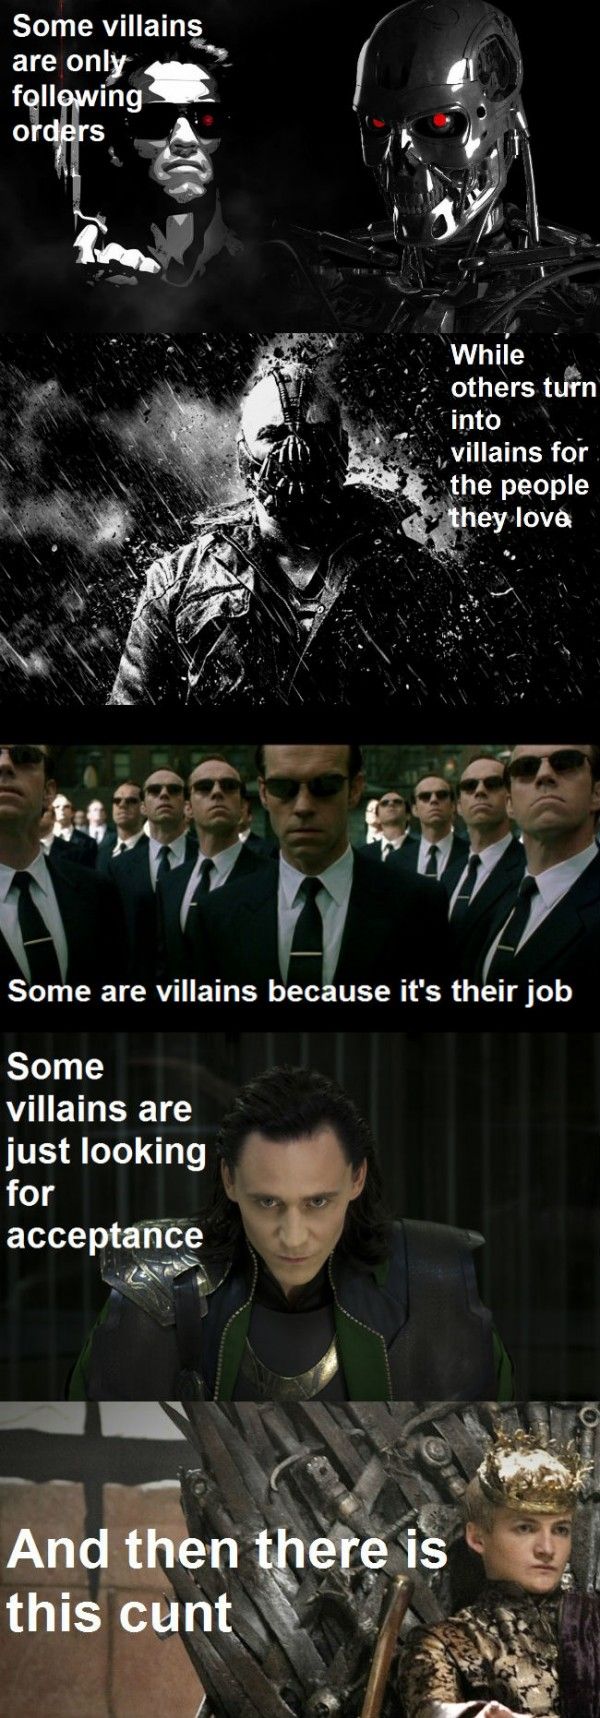 Some villains
are only
following
orders
While
others turn
into
villains for
the people
they love
Some are villains because it's their job
Some
villains are
just looking
for
acceptance
And then there is
this cunt